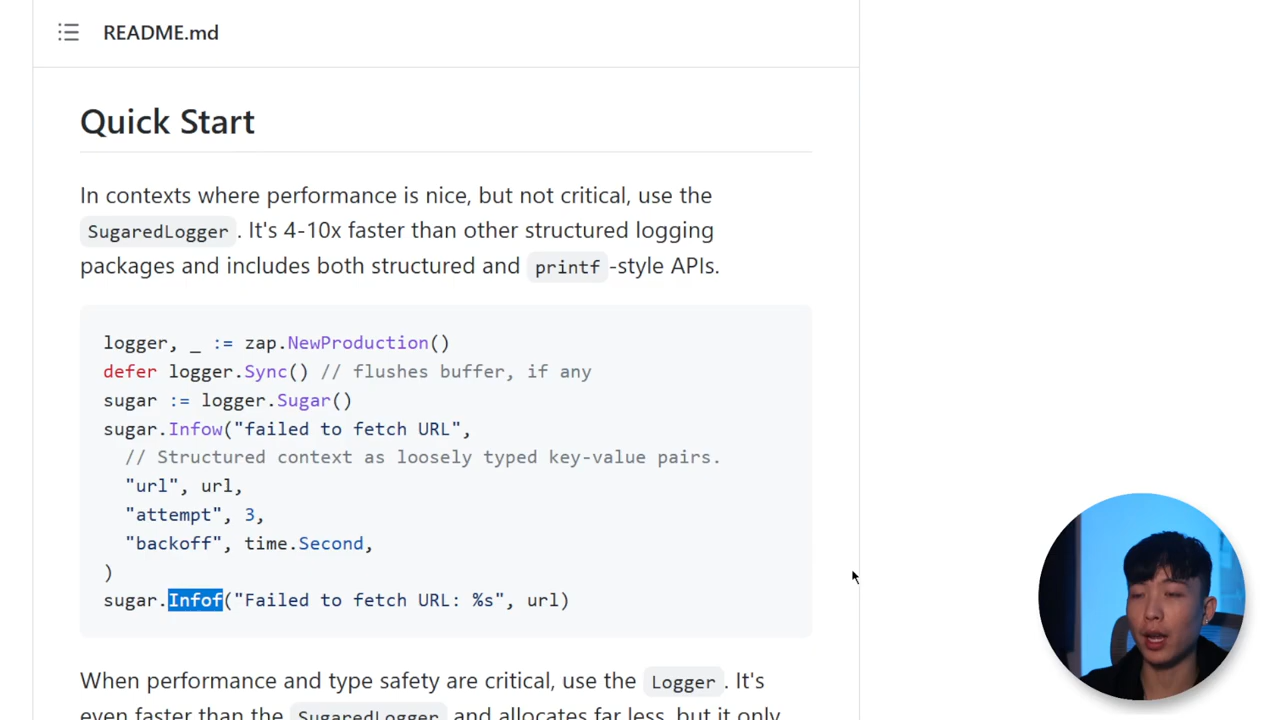 README.md
Quick Start
In contexts where performance is nice, but not critical, use the
SugaredLogger . It's 4-10x faster than other structured logging
packages and includes both structured and printf -style APIs.
logger, _ := zap.NewProduction()
defer logger.Sync() // flushes buffer, if any
sugar := logger.Sugar()
sugar.Infow("failed to fetch URL",
  // Structured context as loosely typed key-value pairs.
  "url", url,
  "attempt", 3,
  "backoff", time.Second,
)
sugar.Infof("Failed to fetch URL: %s", url)
When performance and type safety are critical, use the Logger . It's
even faster than the SugaredLogger and allocates far less, but it only